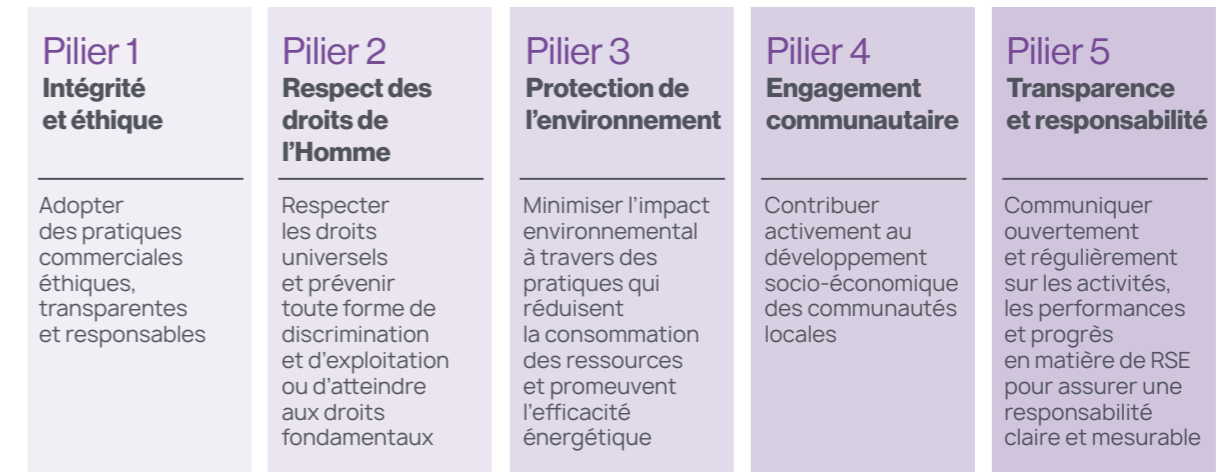 Pilier 1
Intégrité
et éthique
Adopter
des pratiques
commerciales
éthiques,
transparentes
et responsables
Pilier 2
Respect des
droits de
l’Homme
Respecter
les droits
universels
et prévenir
toute forme de
discrimination
et d’exploitation
ou d’atteindre
aux droits
fondamentaux
Pilier 3
Protection de
l’environnement
Minimiser l’impact
environnemental
à travers des
pratiques qui
réduisent
la consommation
des ressources
et promeuvent
l’efficacité
énergétique
Pilier 4
Engagement
communautaire
Contribuer
activement au
développement
socio-économique
des communautés
locales
Pilier 5
Transparence
et responsabilité
Communiquer
ouvertement
et régulièrement
sur les activités,
les performances
et progrès
en matière de RSE
pour assurer une
responsabilité
claire et mesurable